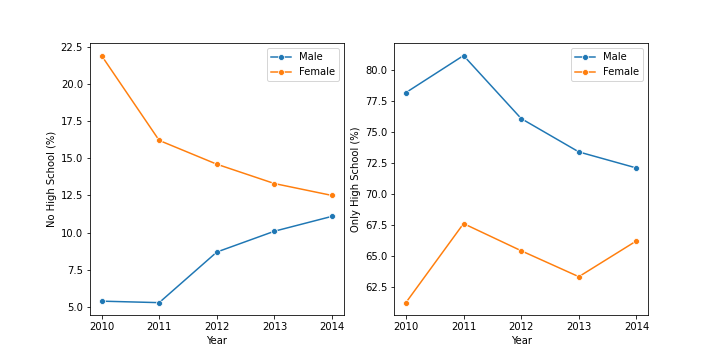 22.5
20.0
17.5
15.0
12.5
10.0
7.5
5.0
No High School (%)
2010 2011 2012 2013 2014
Year
Male
Female
80.0
77.5
75.0
72.5
70.0
67.5
65.0
62.5
Only High School (%)
2010 2011 2012 2013 2014
Year
Male
Female